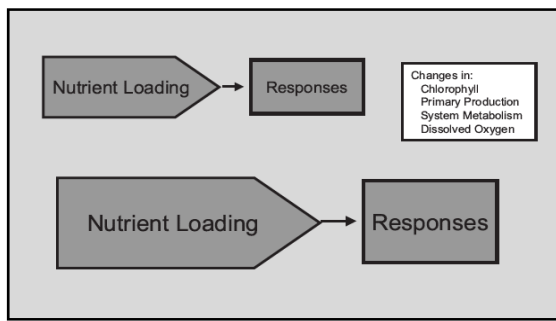 Nutrient Loading
Responses
Changes in:
Chlorophyll
Primary Production
System Metabolism
Dissolved Oxygen
Nutrient Loading
Responses